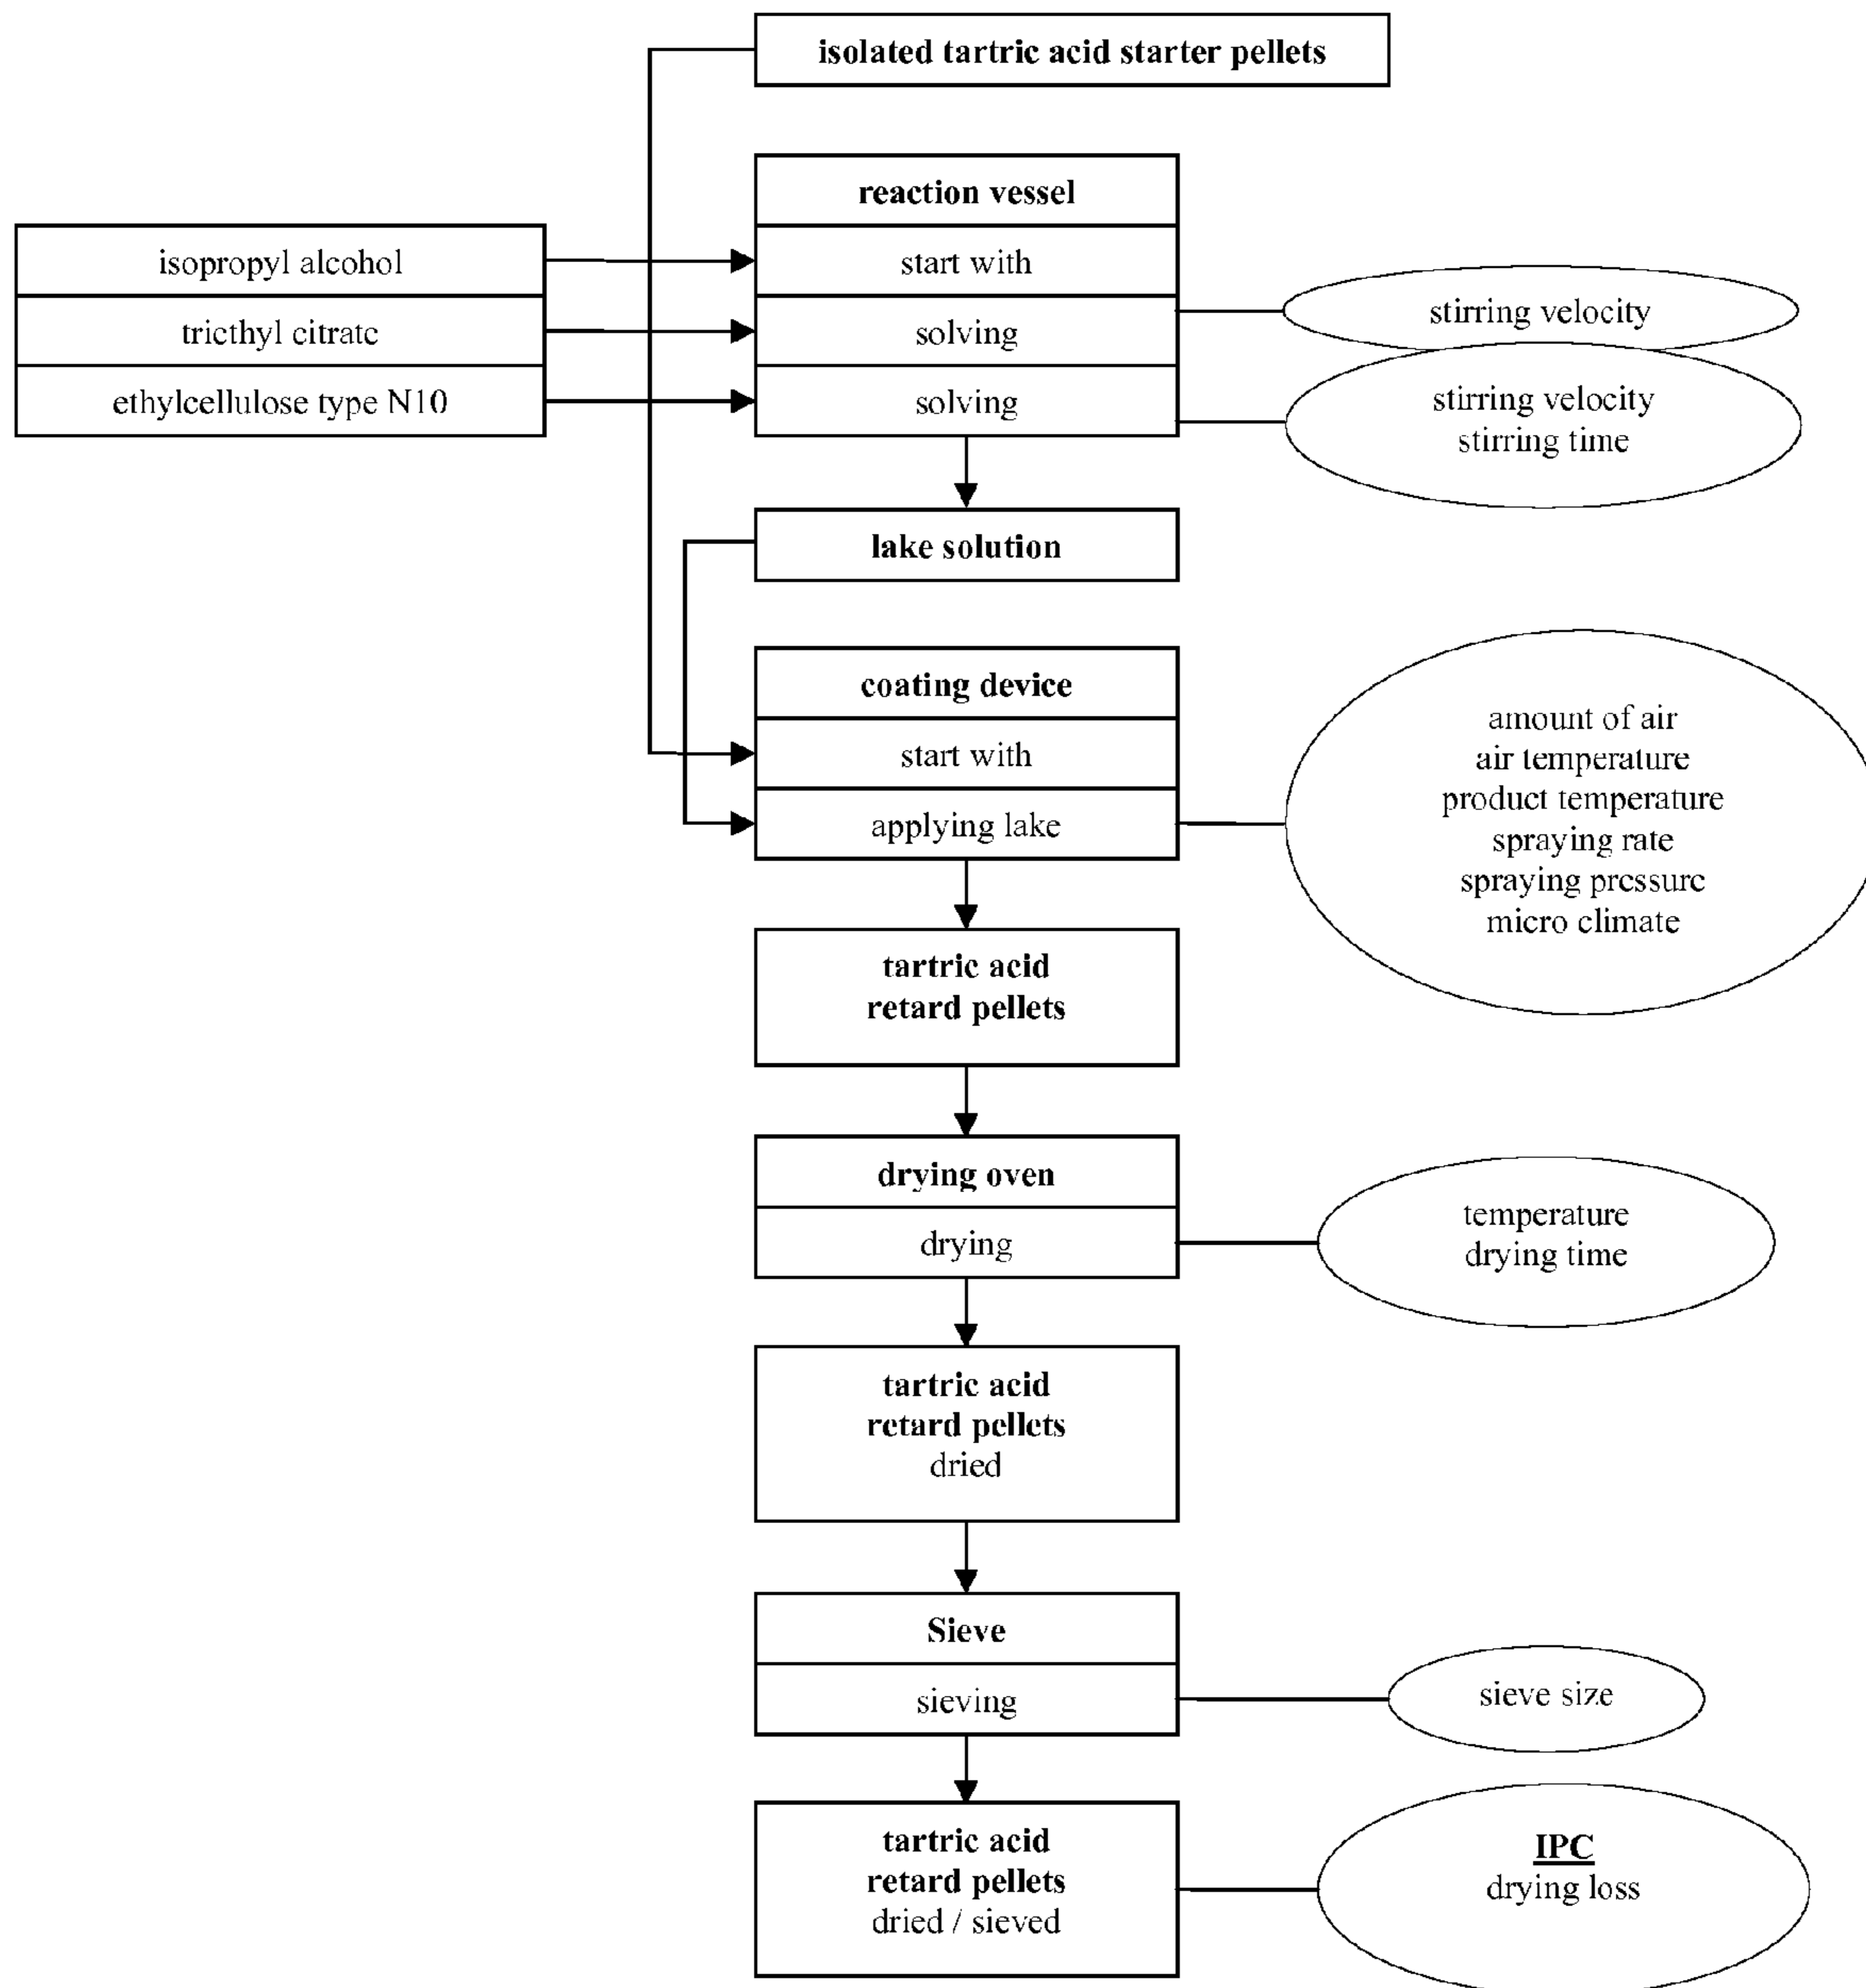 isolated tartric acid starter pellets
reaction vessel
isopropyl alcohol
start with
triethyl citrate
solving
stirring velocity
ethylcellulose type N10
solving
stirring velocity
stirring time
lake solution
coating device
start with
applying lake
amount of air
air temperature
product temperature
spraying rate
spraying pressure
micro climate
tartric acid
retard pellets
drying oven
drying
temperature
drying time
tartric acid
retard pellets
dried
Sieve
sieving
sieve size
tartric acid
retard pellets
dried / sieved
IPC
drying loss